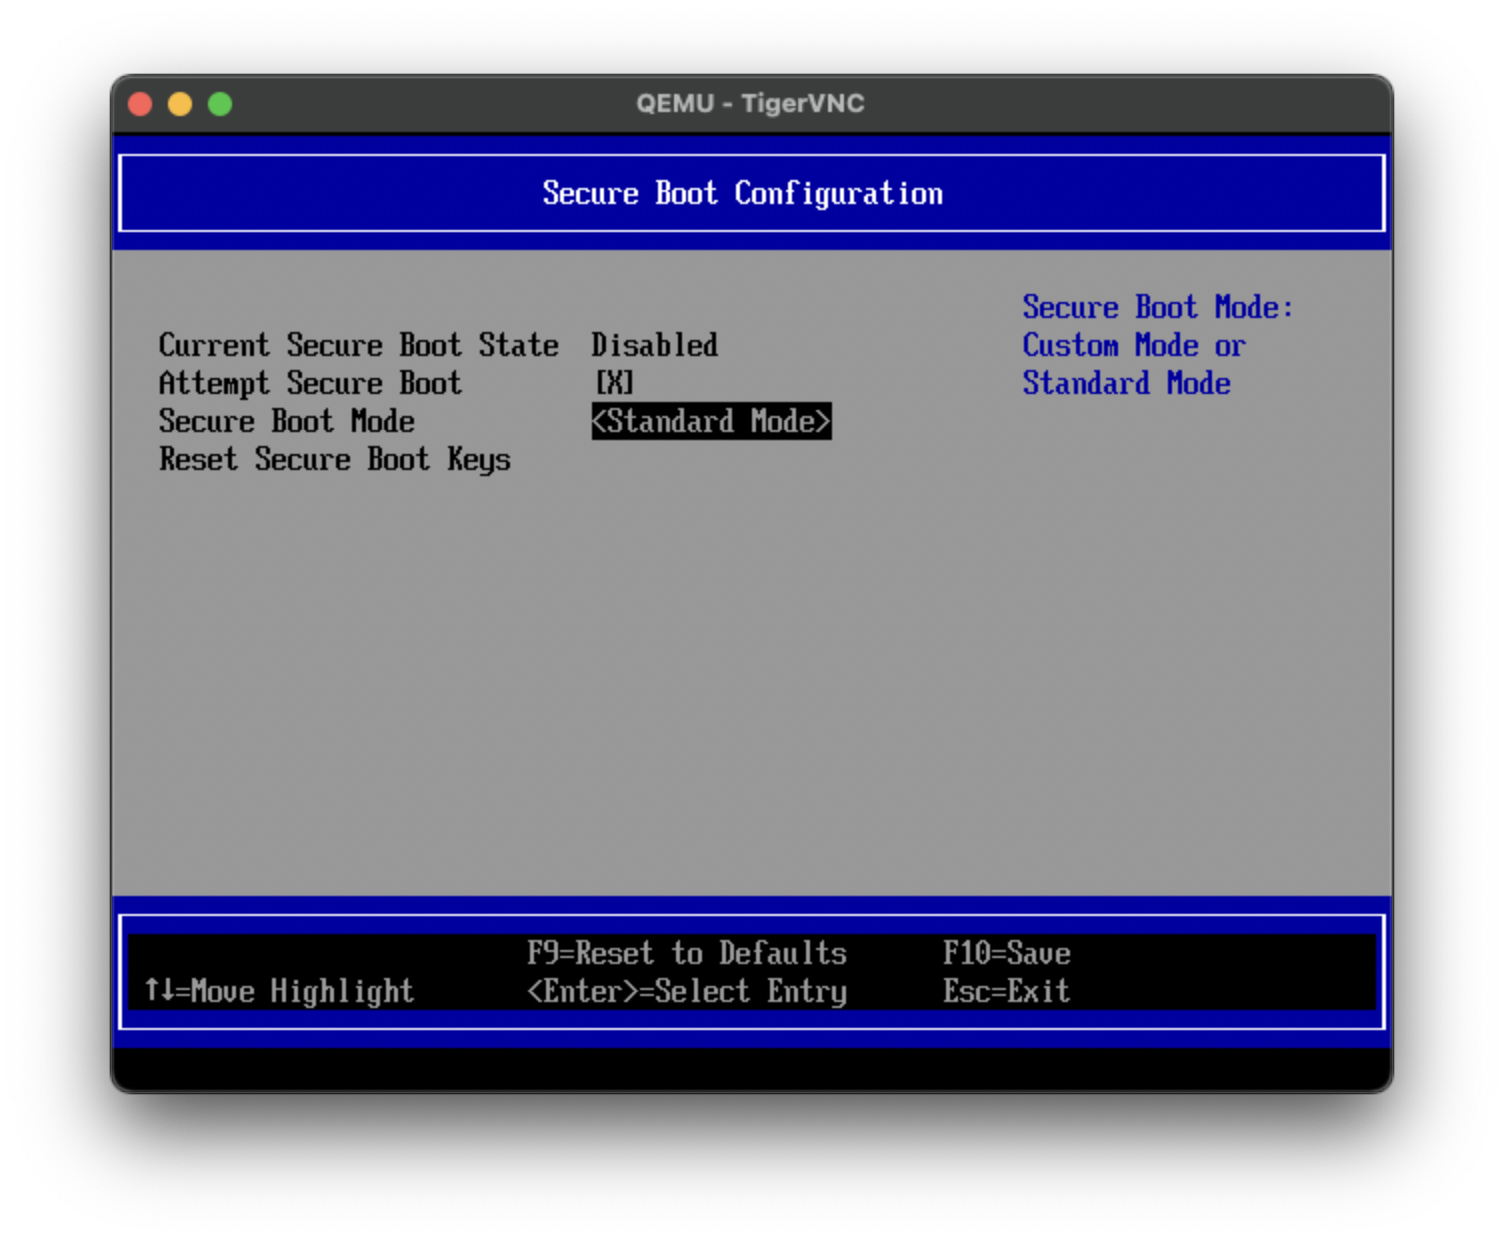 QEMU - TigerVNC
Secure Boot Configuration
Current Secure Boot State Disabled
Attempt Secure Boot [X]
Secure Boot Mode <Standard Mode>
Reset Secure Boot Keys
Secure Boot Mode:
Custom Mode or
Standard Mode
F9=Reset to Defaults F10=Save
↑↓=Move Highlight <Enter>=Select Entry Esc=Exit